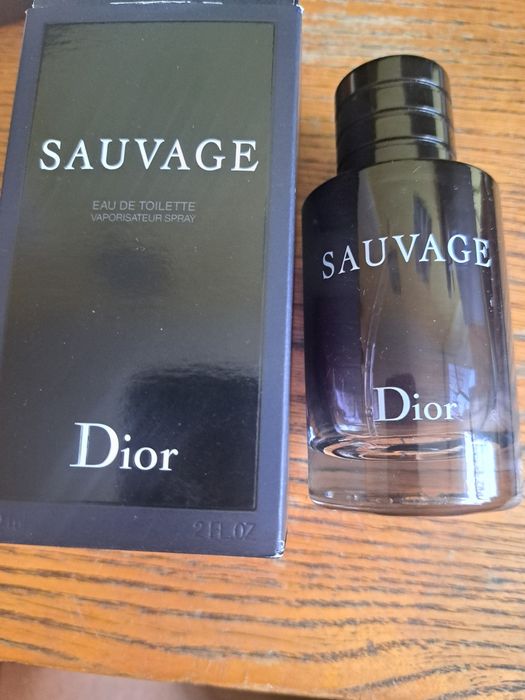 SAUVAGE
EAU DE TOILETTE
VAPORISATEUR SPRAY
Dior
2 FL.OZ
SAUVAGE
Dior